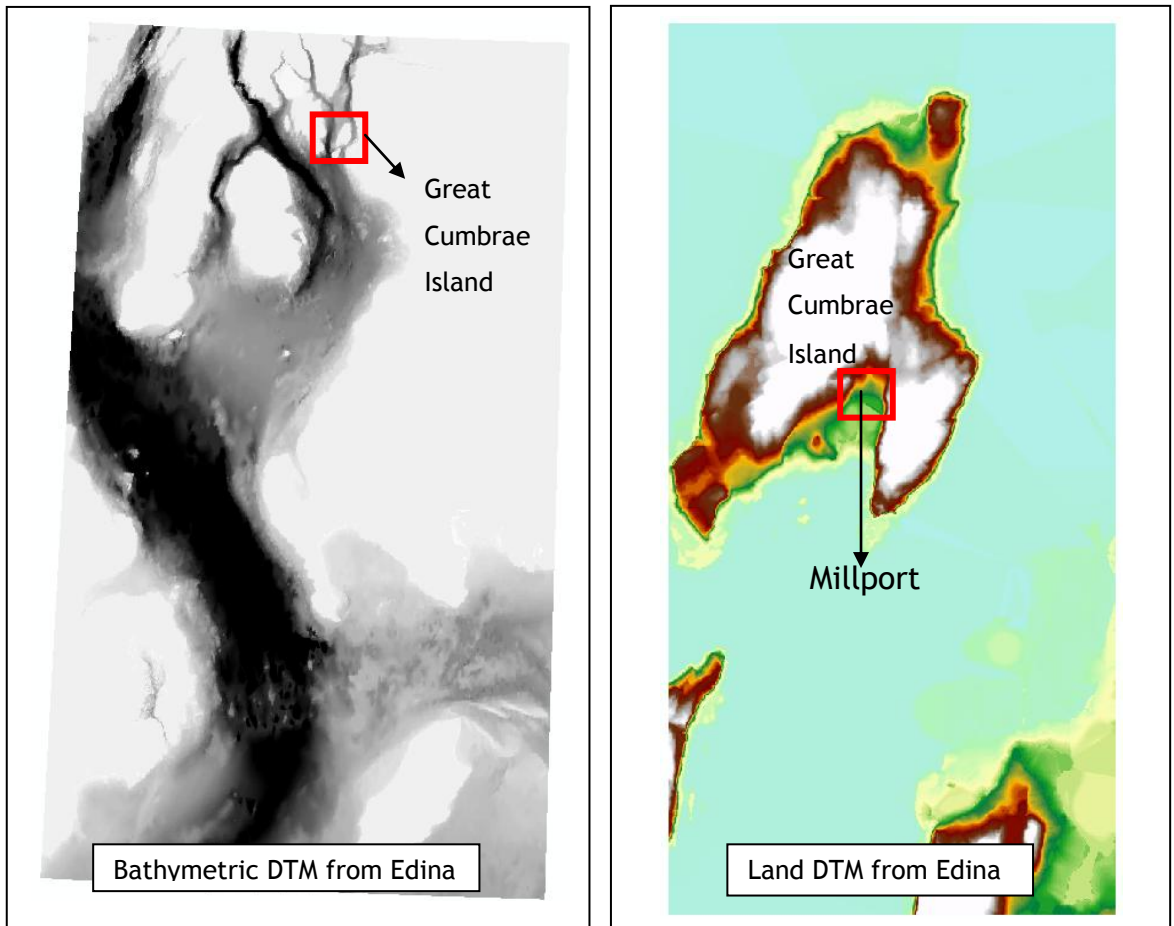 Great
Cumbrae
Island
Bathymetric DTM from Edina
Great
Cumbrae
Island
Millport
Land DTM from Edina